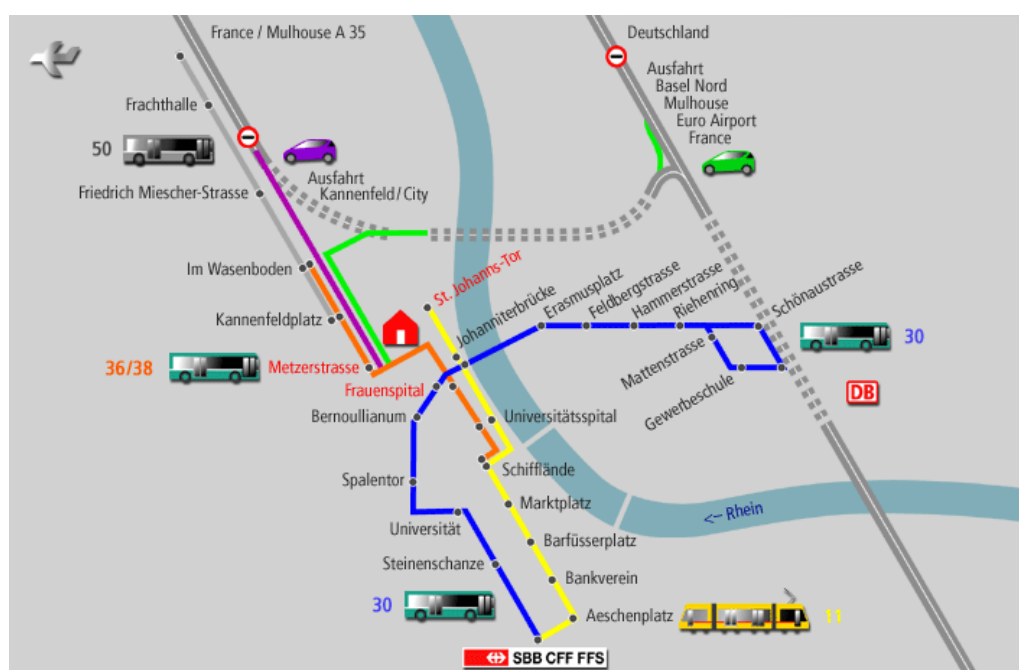 France / Mulhouse A 35
Deutschland
Ausfahrt
Basel Nord
Mulhouse
Euro Airport
France
Frachthalle
50
Ausfahrt
Kannenfeld/City
Friedrich Miescher-Strasse
Im Wasenboden
St. Johanns-Tor
Johanniterbrücke
Erasmusplatz
Feldbergstrasse
Hammerstrasse
Riehenring
Schönaustrasse
Kannenfeldplatz
30
36/38
Metzerstrasse
Mattenstrasse
Frauenspital
Gewerbeschule
DB
Bernoullianum
Universitätsspital
Schifflände
Spalentor
Marktplatz
<-- Rhein
Universität
Barfüsserplatz
Steinenschanze
Bankverein
30
Aeschenplatz
11
SBB CFF FFS